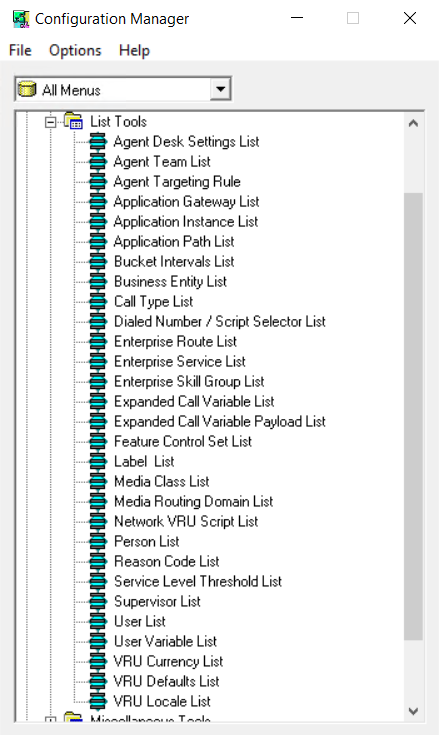 Configuration Manager
File Options Help
All Menus
List Tools
Agent Desk Settings List
Agent Team List
Agent Targeting Rule
Application Gateway List
Application Instance List
Application Path List
Bucket Intervals List
Business Entity List
Call Type List
Dialed Number / Script Selector List
Enterprise Route List
Enterprise Service List
Enterprise Skill Group List
Expanded Call Variable List
Expanded Call Variable Payload List
Feature Control Set List
Label  List
Media Class List
Media Routing Domain List
Network VRU Script List
Person List
Reason Code List
Service Level Threshold List
Supervisor List
User List
User Variable List
VRU Currency List
VRU Defaults List
VRU Locale List
Miscellaneous Tools